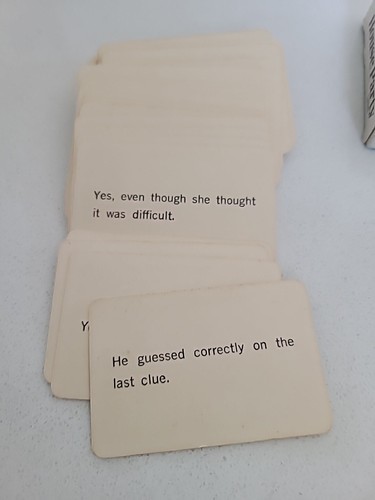 Yes, even though she thought
it was difficult.
He guessed correctly on the
last clue.